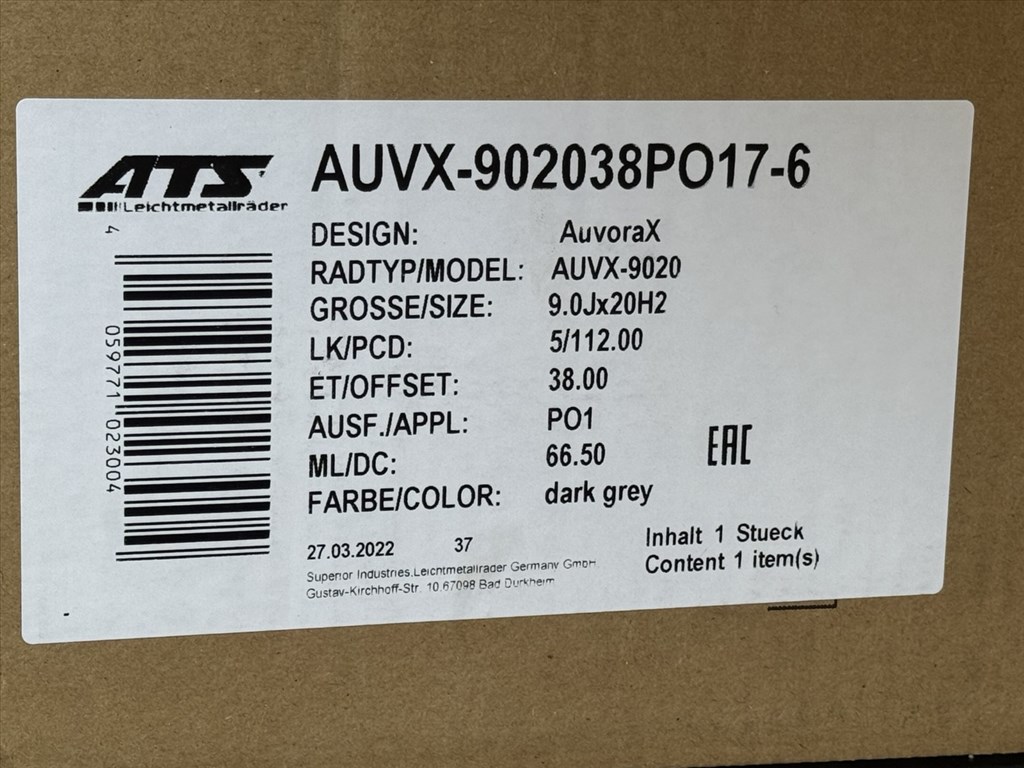 ATS
Leichtmetallräder
AUVX-902038PO17-6
DESIGN: AuvoraX
RADTYP/MODEL: AUVX-9020
GROSSE/SIZE: 9.0Jx20H2
LK/PCD: 5/112.00
ET/OFFSET: 38.00
AUSF./APPL: PO1
ML/DC: 66.50
FARBE/COLOR: dark grey
EAC
4 059771 023004
27.03.2022 37
Superior Industries.Leichtmetallrader Germany GmbH.
Gustav-Kirchhoff-Str. 10.67098 Bad Durkheim
Inhalt 1 Stueck
Content 1 item(s)